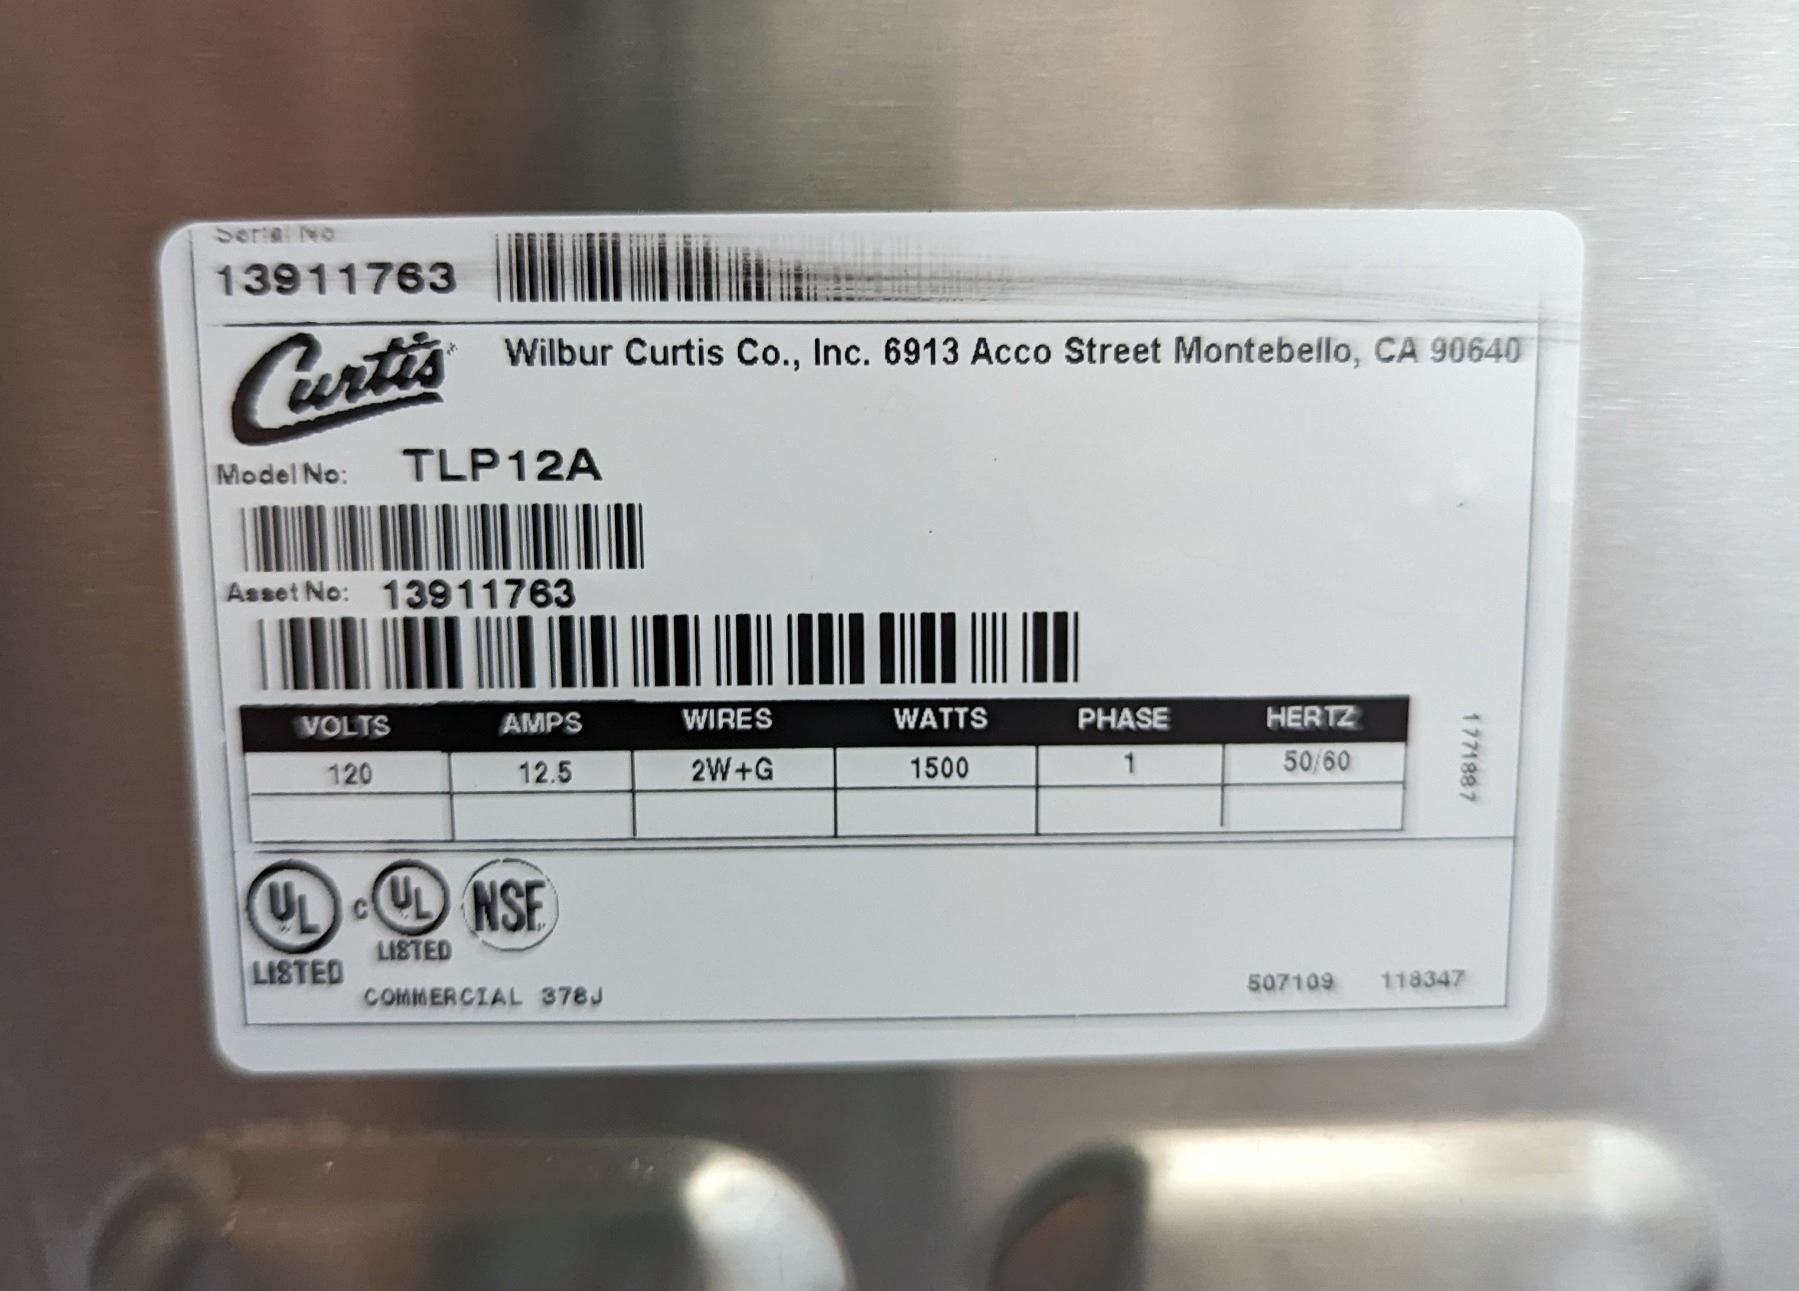 Serial No
13911763
Curtis
Wilbur Curtis Co., Inc. 6913 Acco Street Montebello, CA 90640
Model No: TLP12A
Asset No: 13911763
VOLTS AMPS WIRES WATTS PHASE HERTZ
120 12.5 2W+G 1500 1 50/60
1771887
UL LISTED
c UL LISTED
NSF
COMMERCIAL 378J
507109 118347